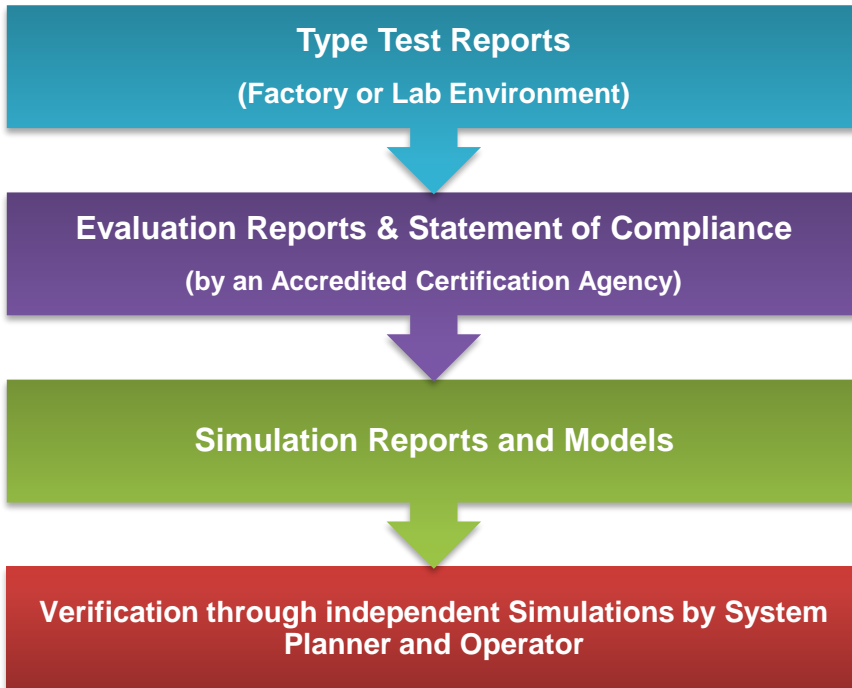 Type Test Reports
(Factory or Lab Environment)
Evaluation Reports & Statement of Compliance
(by an Accredited Certification Agency)
Simulation Reports and Models
Verification through independent Simulations by System
Planner and Operator